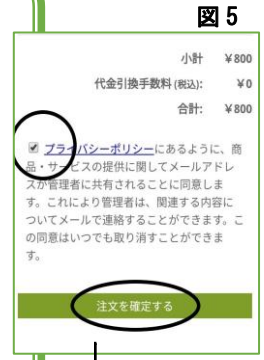 図 5
小計 ￥800
代金引換手数料 (税込): ￥0
合計: ￥800
プライバシーポリシーにあるように、商
品・サービスの提供に関してメールアドレ
スが管理者に共有されることに同意しま
す。これにより管理者は、関連する内容に
ついてメールで連絡することができます。こ
の同意はいつでも取り消すことができま
す。
注文を確定する